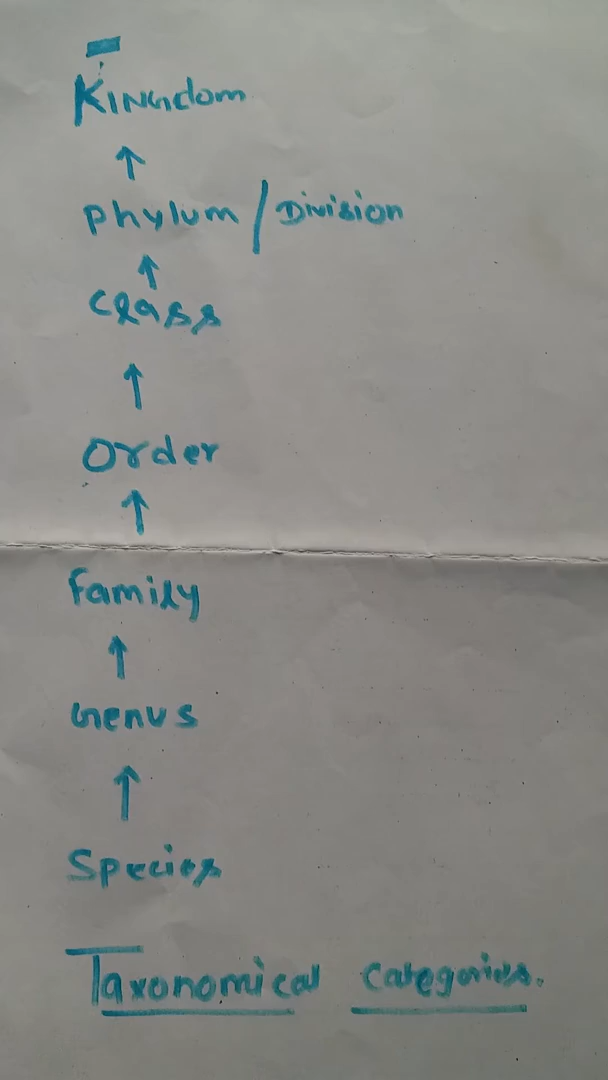 Kingdom
↑
Phylum / Division
↑
Class
↑
Order
↑
Family
↑
Genus
↑
Species
Taxonomical categories.